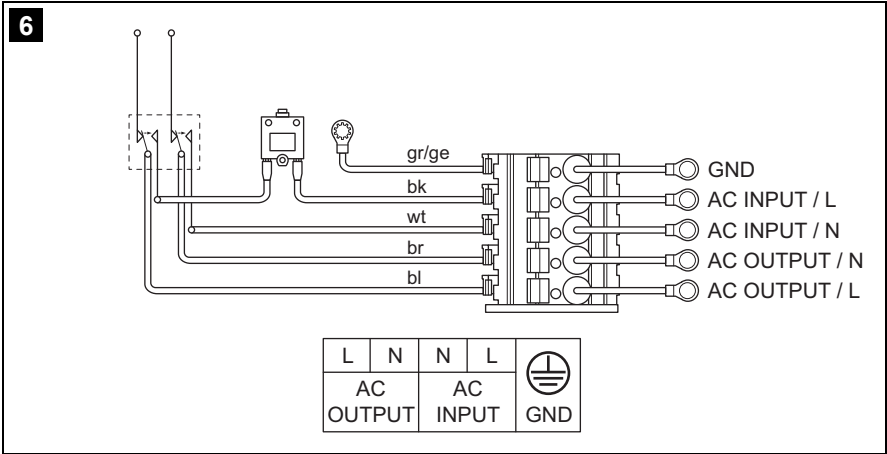 6
gr/ge
GND
bk
AC INPUT / L
wt
AC INPUT / N
br
AC OUTPUT / N
bl
AC OUTPUT / L
L N N L
AC OUTPUT
AC INPUT
GND